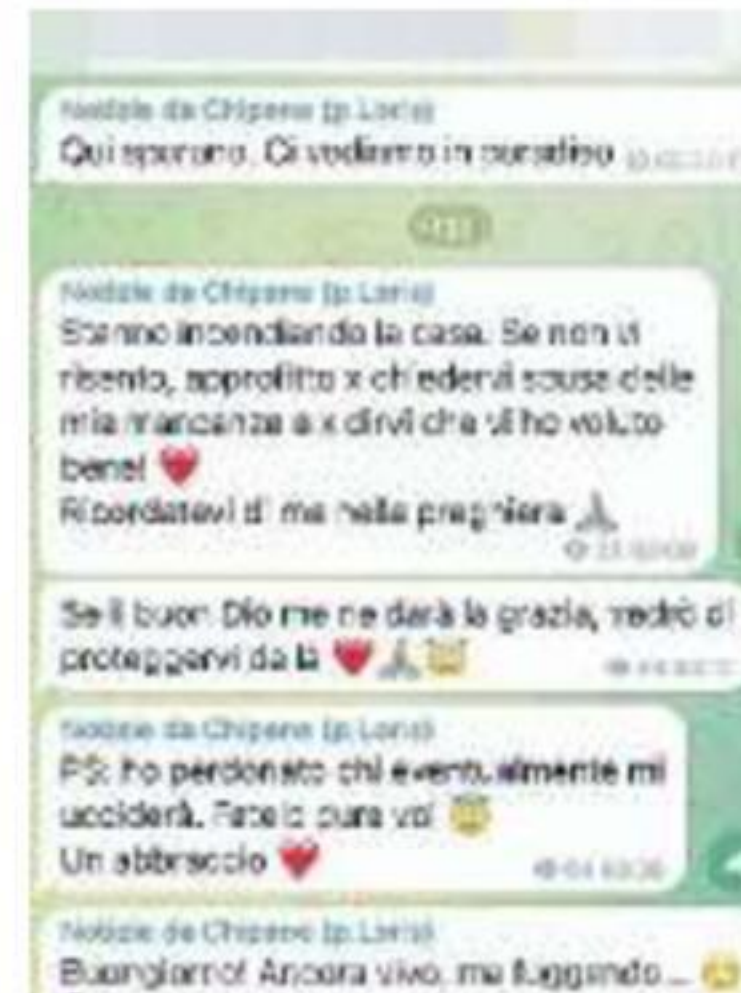 Notizie da Chipene (p.Loris)
Qui sparano. Ci vediamo in paradiso
Notizie da Chipene (p.Loris)
Stanno incendiando la casa. Se non vi
risento, approfitto x chiedervi scusa delle
mie mancanze e x dirvi che vi ho voluto
bene! ❤️
Ricordatevi di me nella preghiera 🙏
Se il buon Dio me ne darà la grazia, vedrò di
proteggervi da là ❤️🙏😇
Notizie da Chipene (p.Loris)
PS: ho perdonato chi eventualmente mi
ucciderà. Fatelo pure voi 😇
Un abbraccio ❤️
Notizie da Chipene (p.Loris)
Buongiorno! Ancora vivo, ma fuggendo...